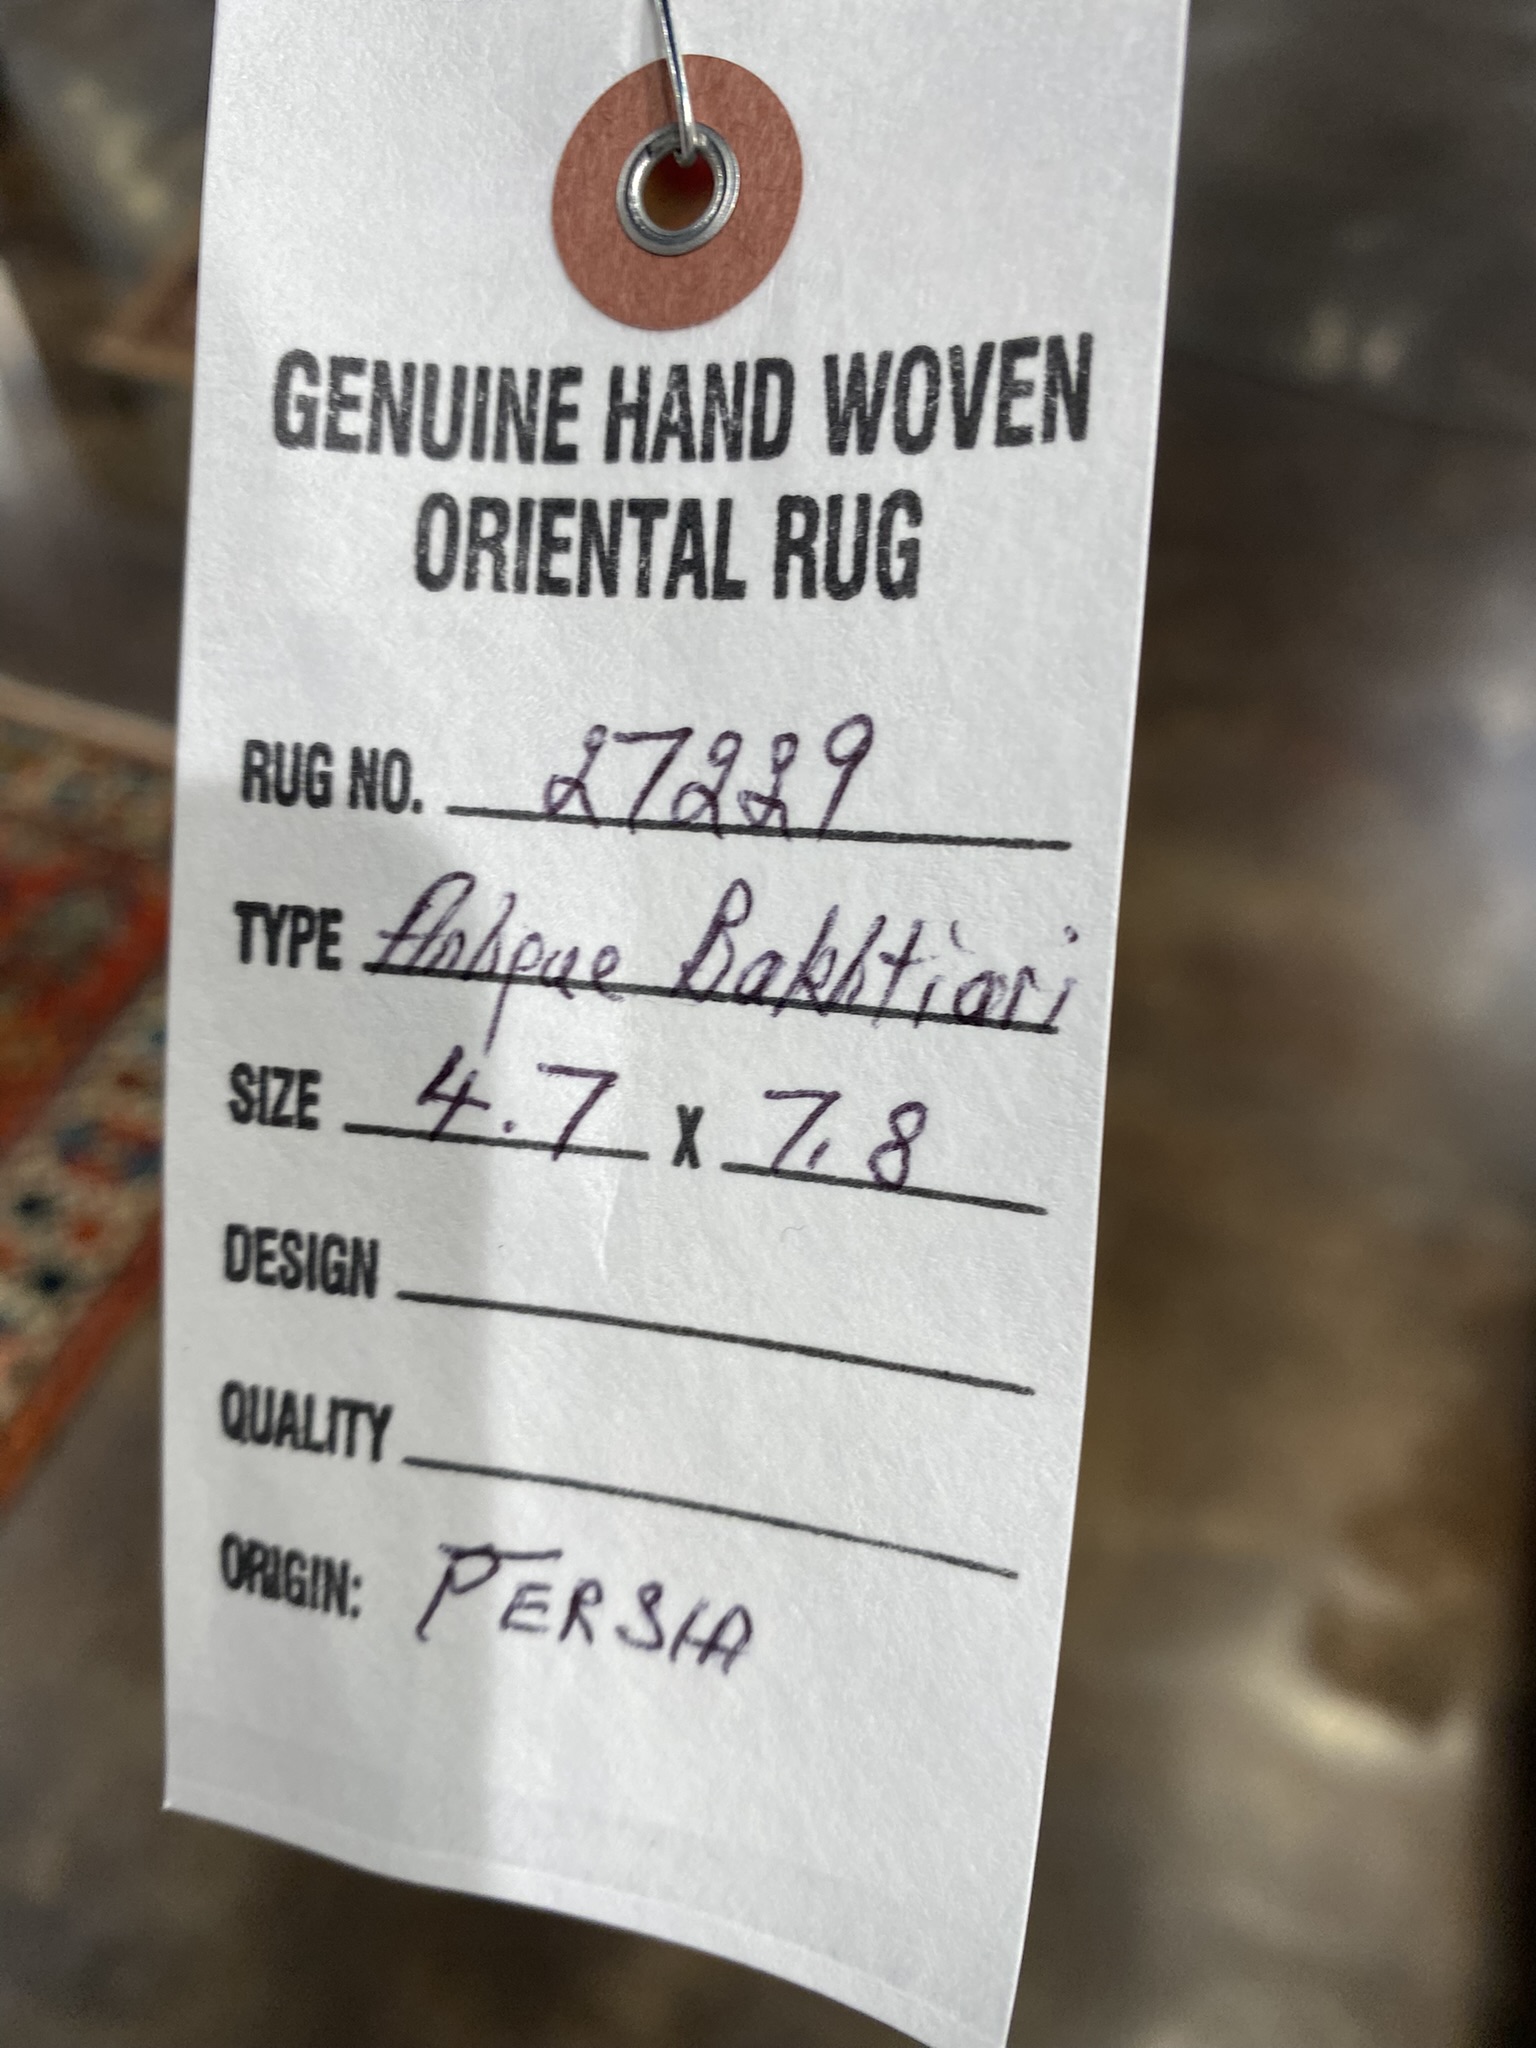 GENUINE HAND WOVEN
ORIENTAL RUG
RUG NO. 27229
TYPE Antique Bakhtiari
SIZE 4.7 x 7.8
DESIGN
QUALITY
ORIGIN: PERSIA